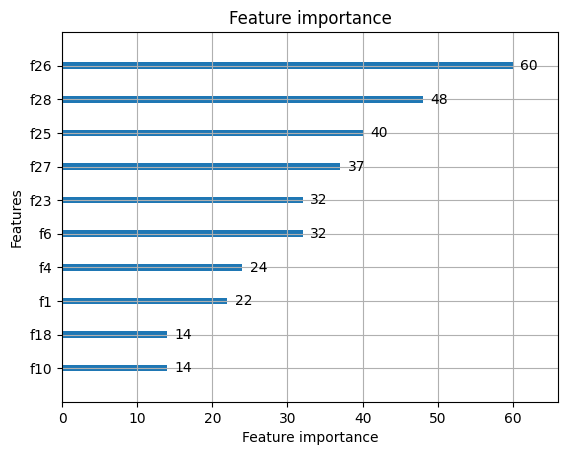 Feature importance
f26 60
f28 48
f25 40
f27 37
f23 32
f6 32
f4 24
f1 22
f18 14
f10 14
Features
0 10 20 30 40 50 60
Feature importance